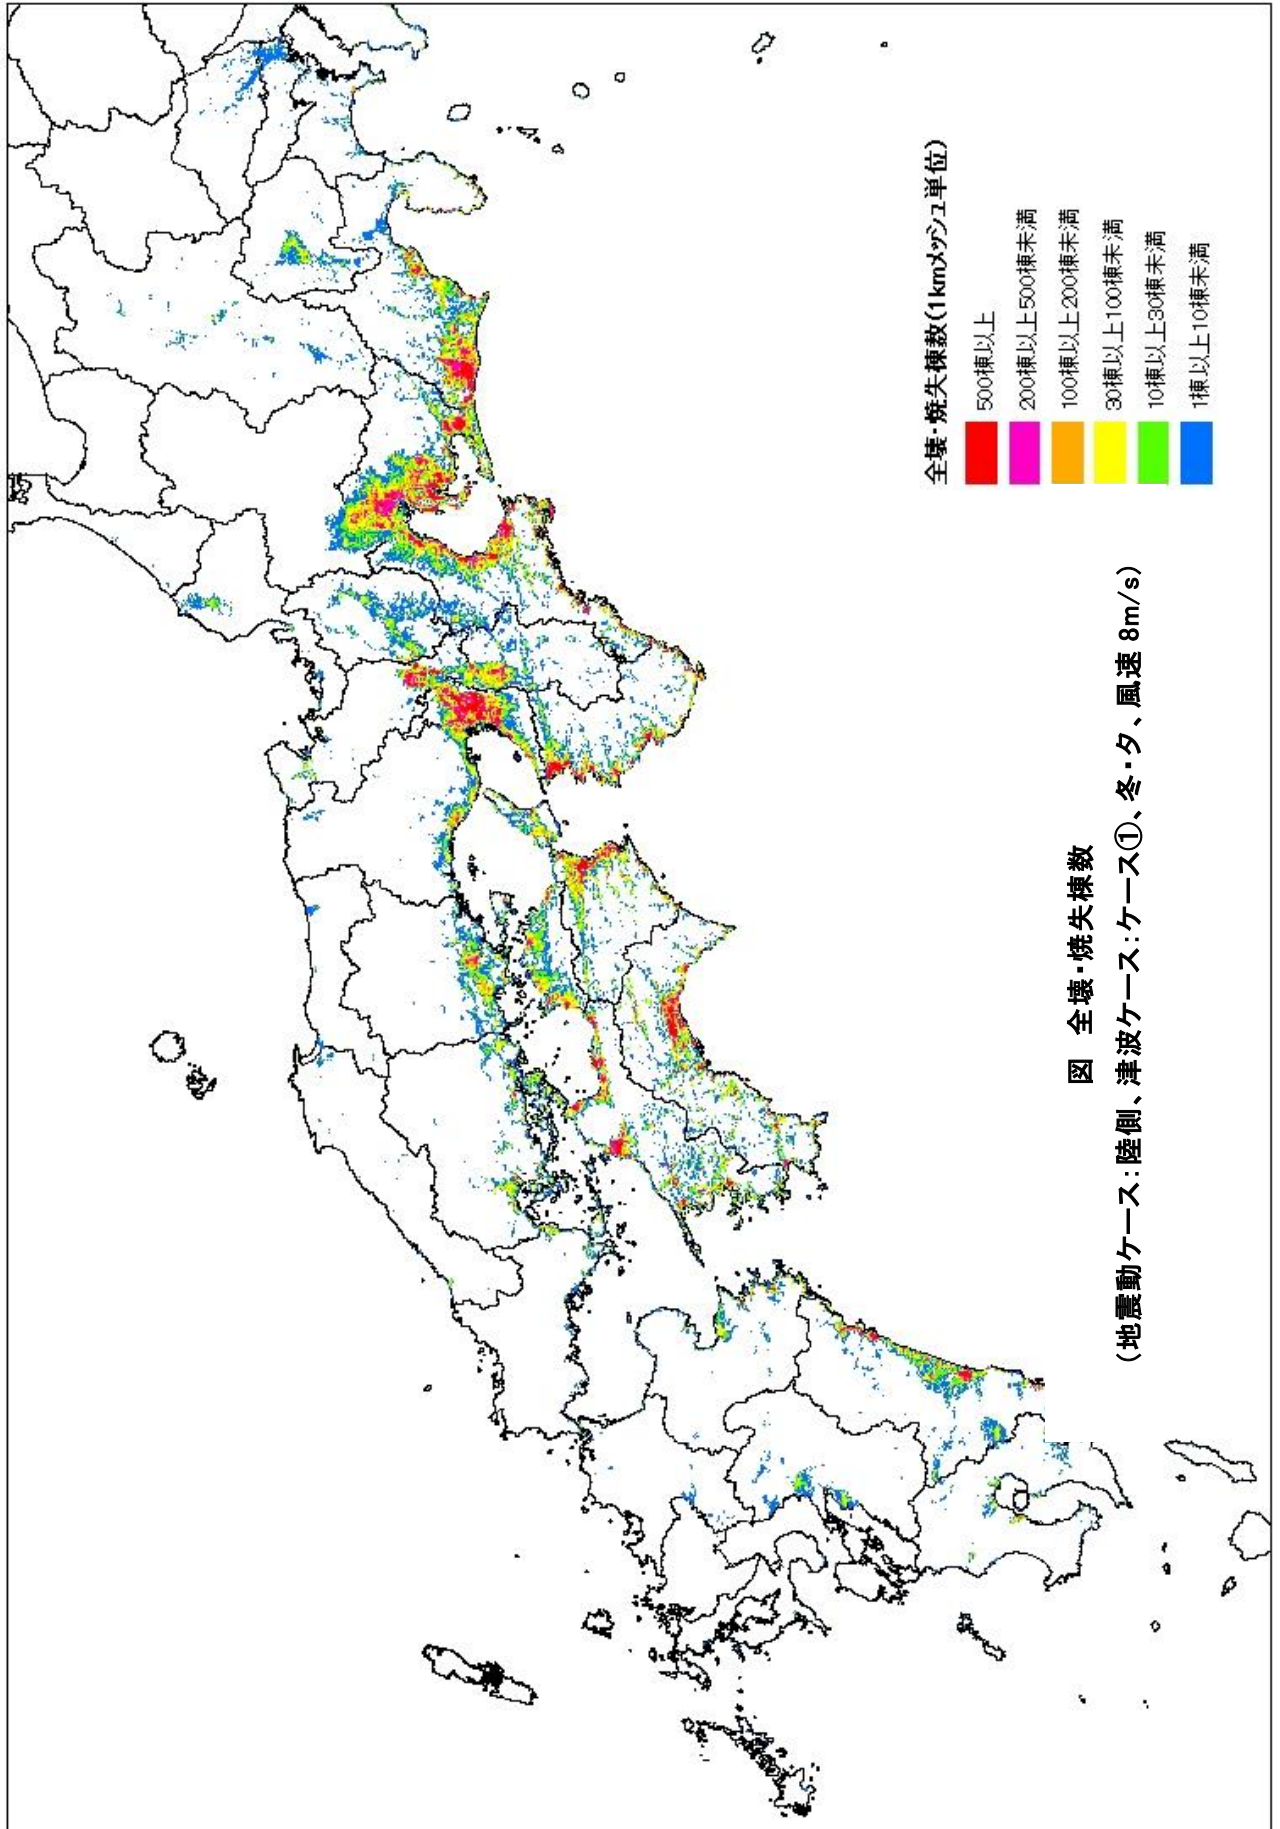 全壊・焼失棟数(1kmメッシュ単位)
500棟以上
200棟以上500棟未満
100棟以上200棟未満
30棟以上100棟未満
10棟以上30棟未満
1棟以上10棟未満
図 全壊・焼失棟数
(地震動ケース:陸側、津波ケース:ケース①、冬・夕、風速 8m/s)